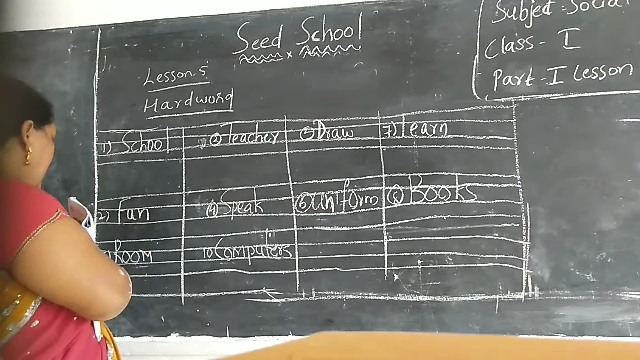 Seed School
Subject - Social
Class - I
Part - I Lesson
Lesson 5
Hardword
1) School
3) Teacher
5) Draw
7) Learn
2) Fun
4) Speak
6) Uniform
8) Books
Room
10 Computers